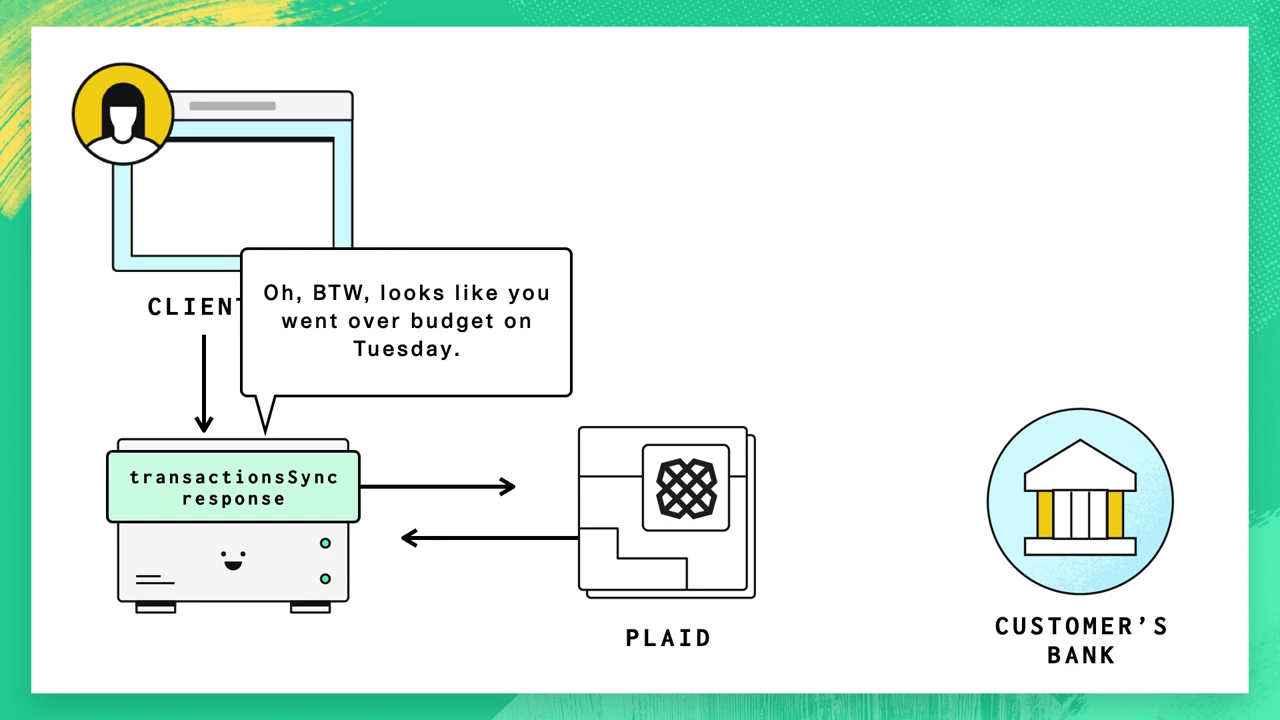 CLIENT
Oh, BTW, looks like you
went over budget on
Tuesday.
transactionsSync
response
PLAID
CUSTOMER’S
BANK